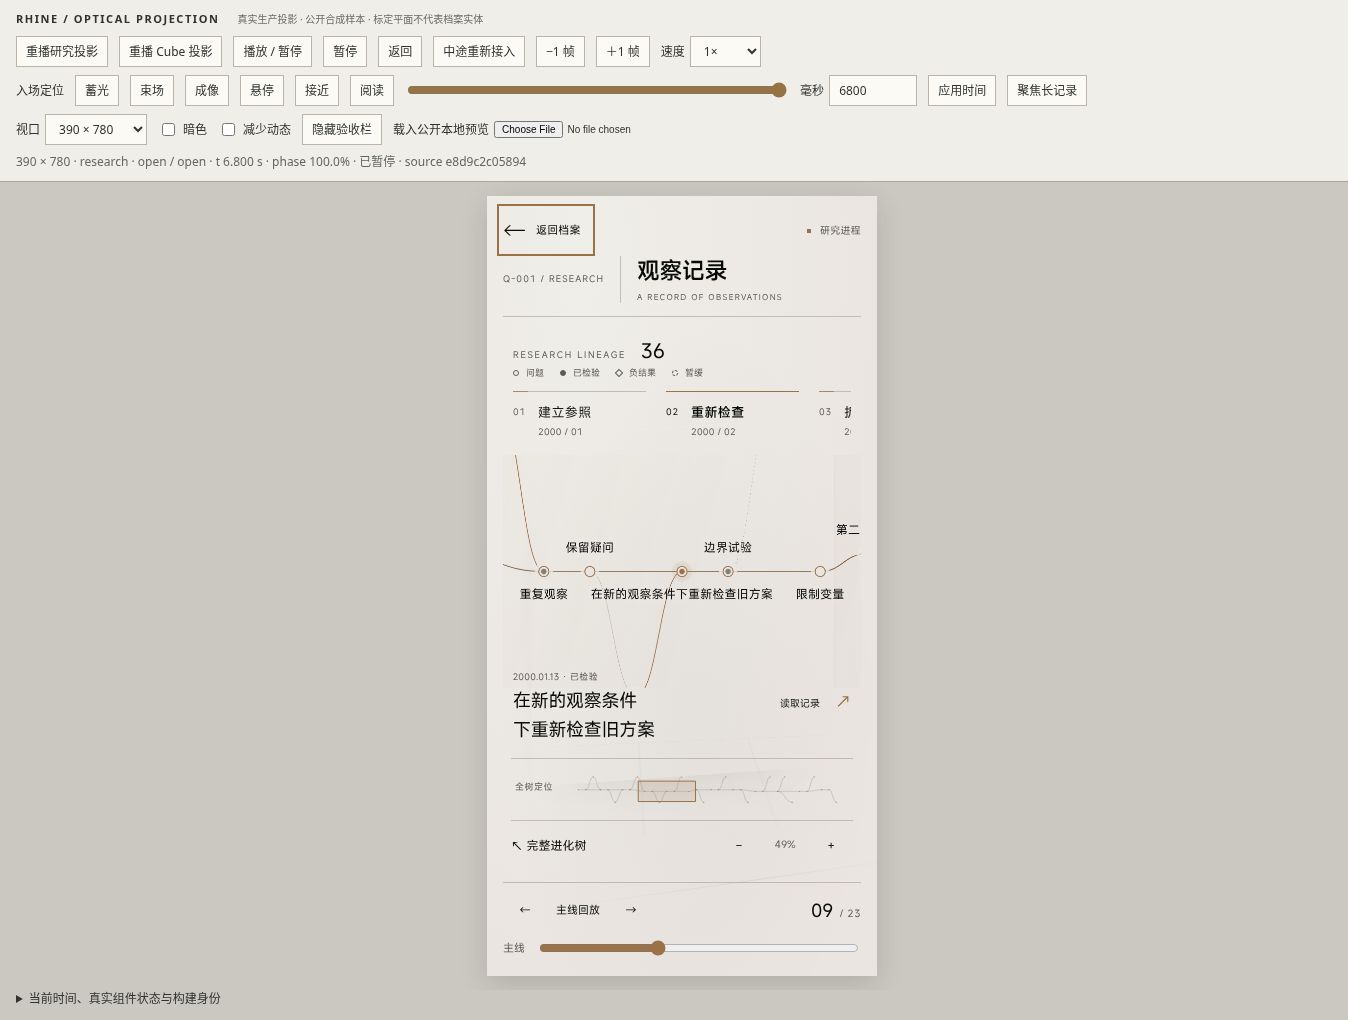 RHINE / OPTICAL PROJECTION 真实生产投影 · 公开合成样本 · 标定平面不代表档案实体
重播研究投影 重播 Cube 投影 播放 / 暂停 暂停 返回 中途重新接入 −1 帧 ＋1 帧 速度 1×
入场定位 蓄光 束场 成像 悬停 接近 阅读 毫秒 6800 应用时间 聚焦长记录
视口 390 × 780 暗色 减少动态 隐藏验收栏 载入公开本地预览 Choose File No file chosen
390 × 780 · research · open / open · t 6.800 s · phase 100.0% · 已暂停 · source e8d9c2c05894
← 返回档案 研究进程
Q-001 / RESEARCH 观察记录
A RECORD OF OBSERVATIONS
RESEARCH LINEAGE 36
问题 已检验 负结果 暂缓
01 建立参照 02 重新检查 03
2000 / 01 2000 / 02
第二
保留疑问 边界试验
重复观察 在新的观察条件下重新检查旧方案 限制变量
2000.01.13 · 已检验
在新的观察条件 读取记录 ↗
下重新检查旧方案
全树定位
↖ 完整进化树 − 49% +
← 主线回放 → 09 / 23
主线
▶ 当前时间、真实组件状态与构建身份